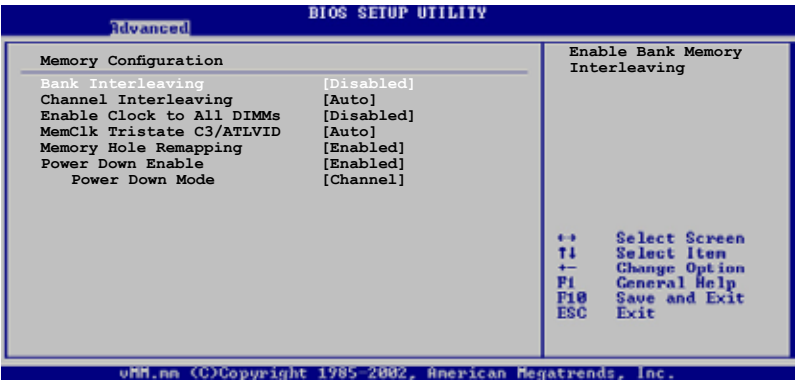 BIOS SETUP UTILITY
Advanced
Memory Configuration
Bank Interleaving [Disabled]
Channel Interleaving [Auto]
Enable Clock to All DIMMs [Disabled]
MemClk Tristate C3/ATLVID [Auto]
Memory Hole Remapping [Enabled]
Power Down Enable [Enabled]
Power Down Mode [Channel]
Enable Bank Memory
Interleaving
←→ Select Screen
↑↓ Select Item
+- Change Option
F1 General Help
F10 Save and Exit
ESC Exit
vMM.mm (C)Copyright 1985-2002, American Megatrends, Inc.